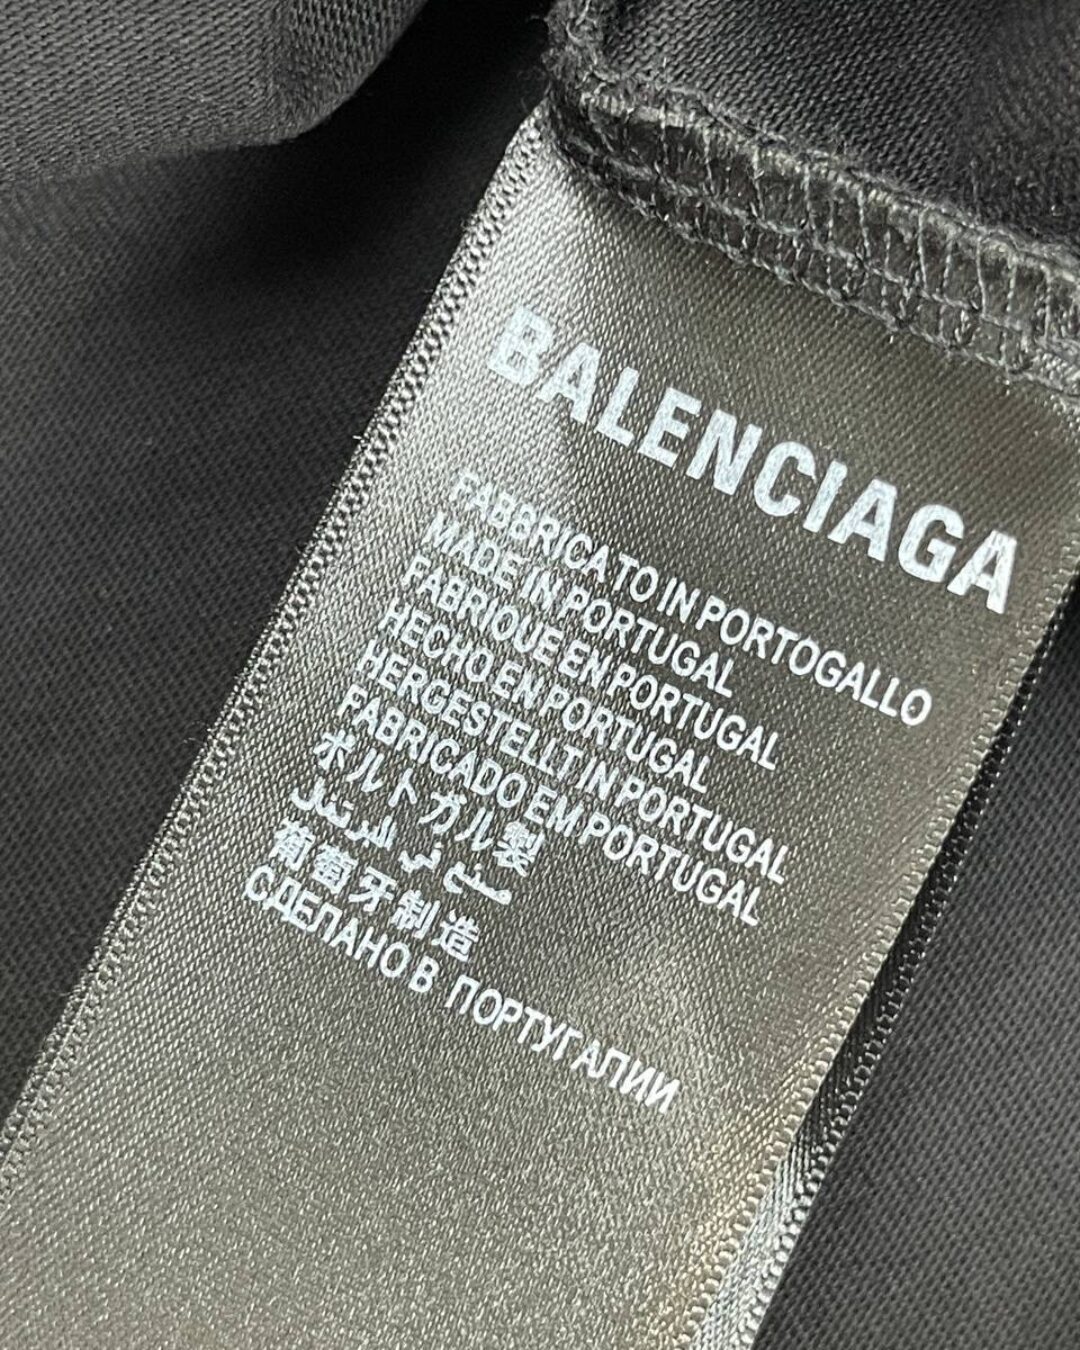 BALENCIAGA
FABBRICATO IN PORTOGALLO
MADE IN PORTUGAL
FABRIQUE EN PORTUGAL
HECHO EN PORTUGAL
HERGESTELLT IN PORTUGAL
FABRICADO EM PORTUGAL
ポルトガル製
صنع في البرتغال
葡萄牙制造
СДЕЛАНО В ПОРТУГАЛИИ